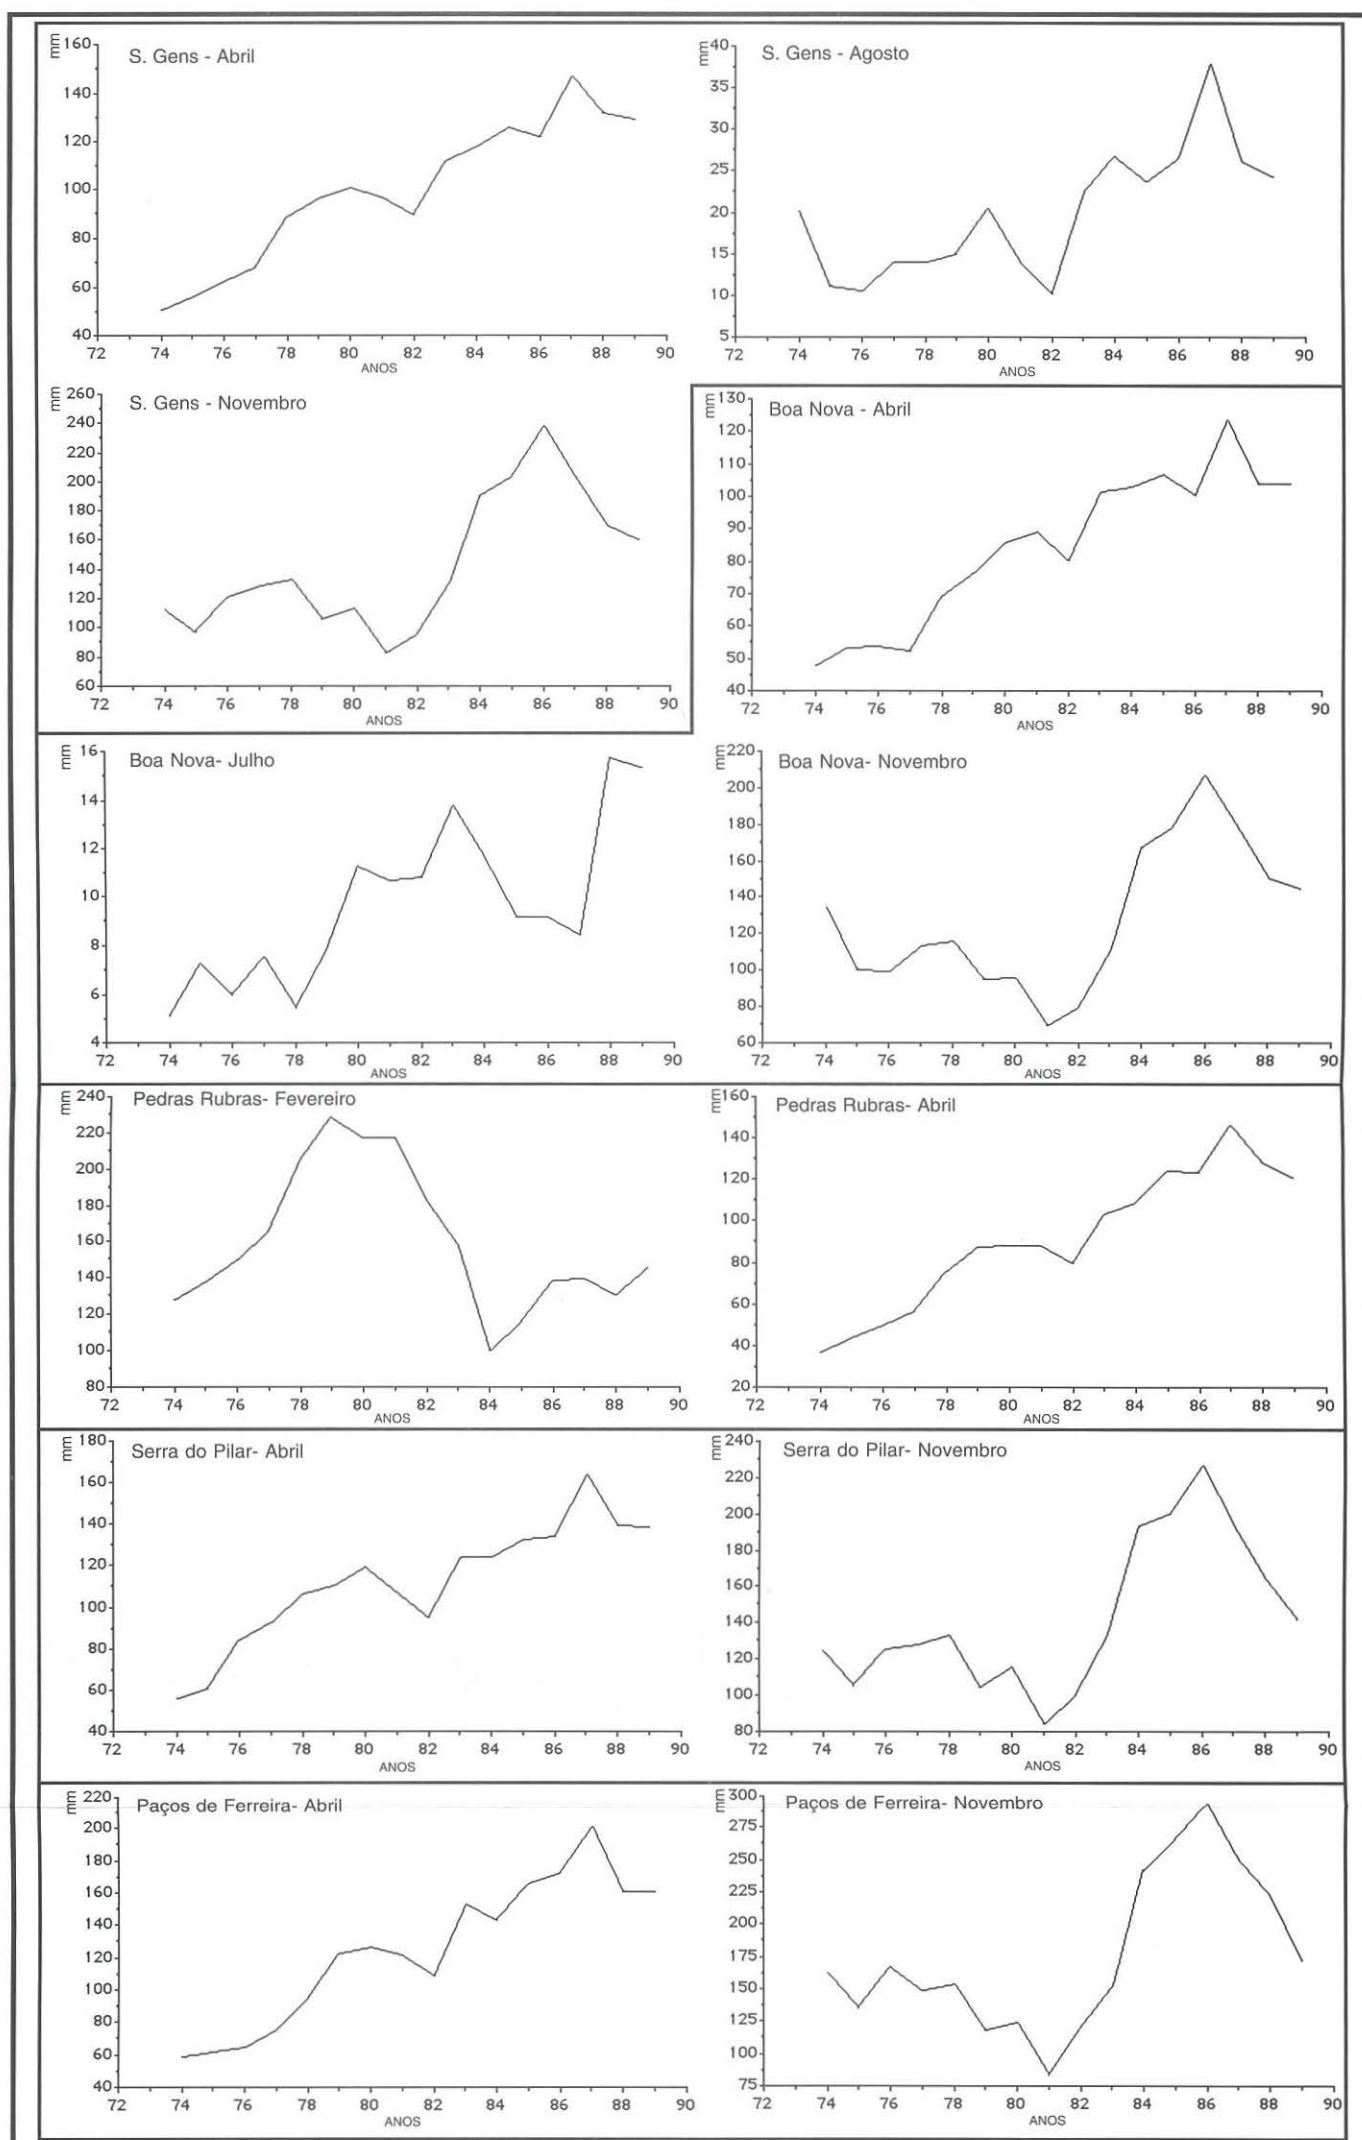 S. Gens - Abril
mm
160
140
120
100
80
60
40
72 74 76 78 80 82 84 86 88 90
ANOS
S. Gens - Agosto
mm
40
35
30
25
20
15
10
5
72 74 76 78 80 82 84 86 88 90
ANOS
S. Gens - Novembro
mm
260
240
220
200
180
160
140
120
100
80
60
72 74 76 78 80 82 84 86 88 90
ANOS
Boa Nova - Abril
mm
130
120
110
100
90
80
70
60
50
40
72 74 76 78 80 82 84 86 88 90
ANOS
Boa Nova- Julho
mm
16
14
12
10
8
6
4
72 74 76 78 80 82 84 86 88 90
ANOS
Boa Nova- Novembro
mm
220
200
180
160
140
120
100
80
60
72 74 76 78 80 82 84 86 88 90
ANOS
Pedras Rubras- Fevereiro
mm
240
220
200
180
160
140
120
100
80
72 74 76 78 80 82 84 86 88 90
ANOS
Pedras Rubras- Abril
mm
160
140
120
100
80
60
40
20
72 74 76 78 80 82 84 86 88 90
ANOS
Serra do Pilar- Abril
mm
180
160
140
120
100
80
60
40
72 74 76 78 80 82 84 86 88 90
ANOS
Serra do Pilar- Novembro
mm
240
220
200
180
160
140
120
100
80
72 74 76 78 80 82 84 86 88 90
ANOS
Paços de Ferreira- Abril
mm
220
200
180
160
140
120
100
80
60
40
72 74 76 78 80 82 84 86 88 90
ANOS
Paços de Ferreira- Novembro
mm
300
275
250
225
200
175
150
125
100
75
72 74 76 78 80 82 84 86 88 90
ANOS